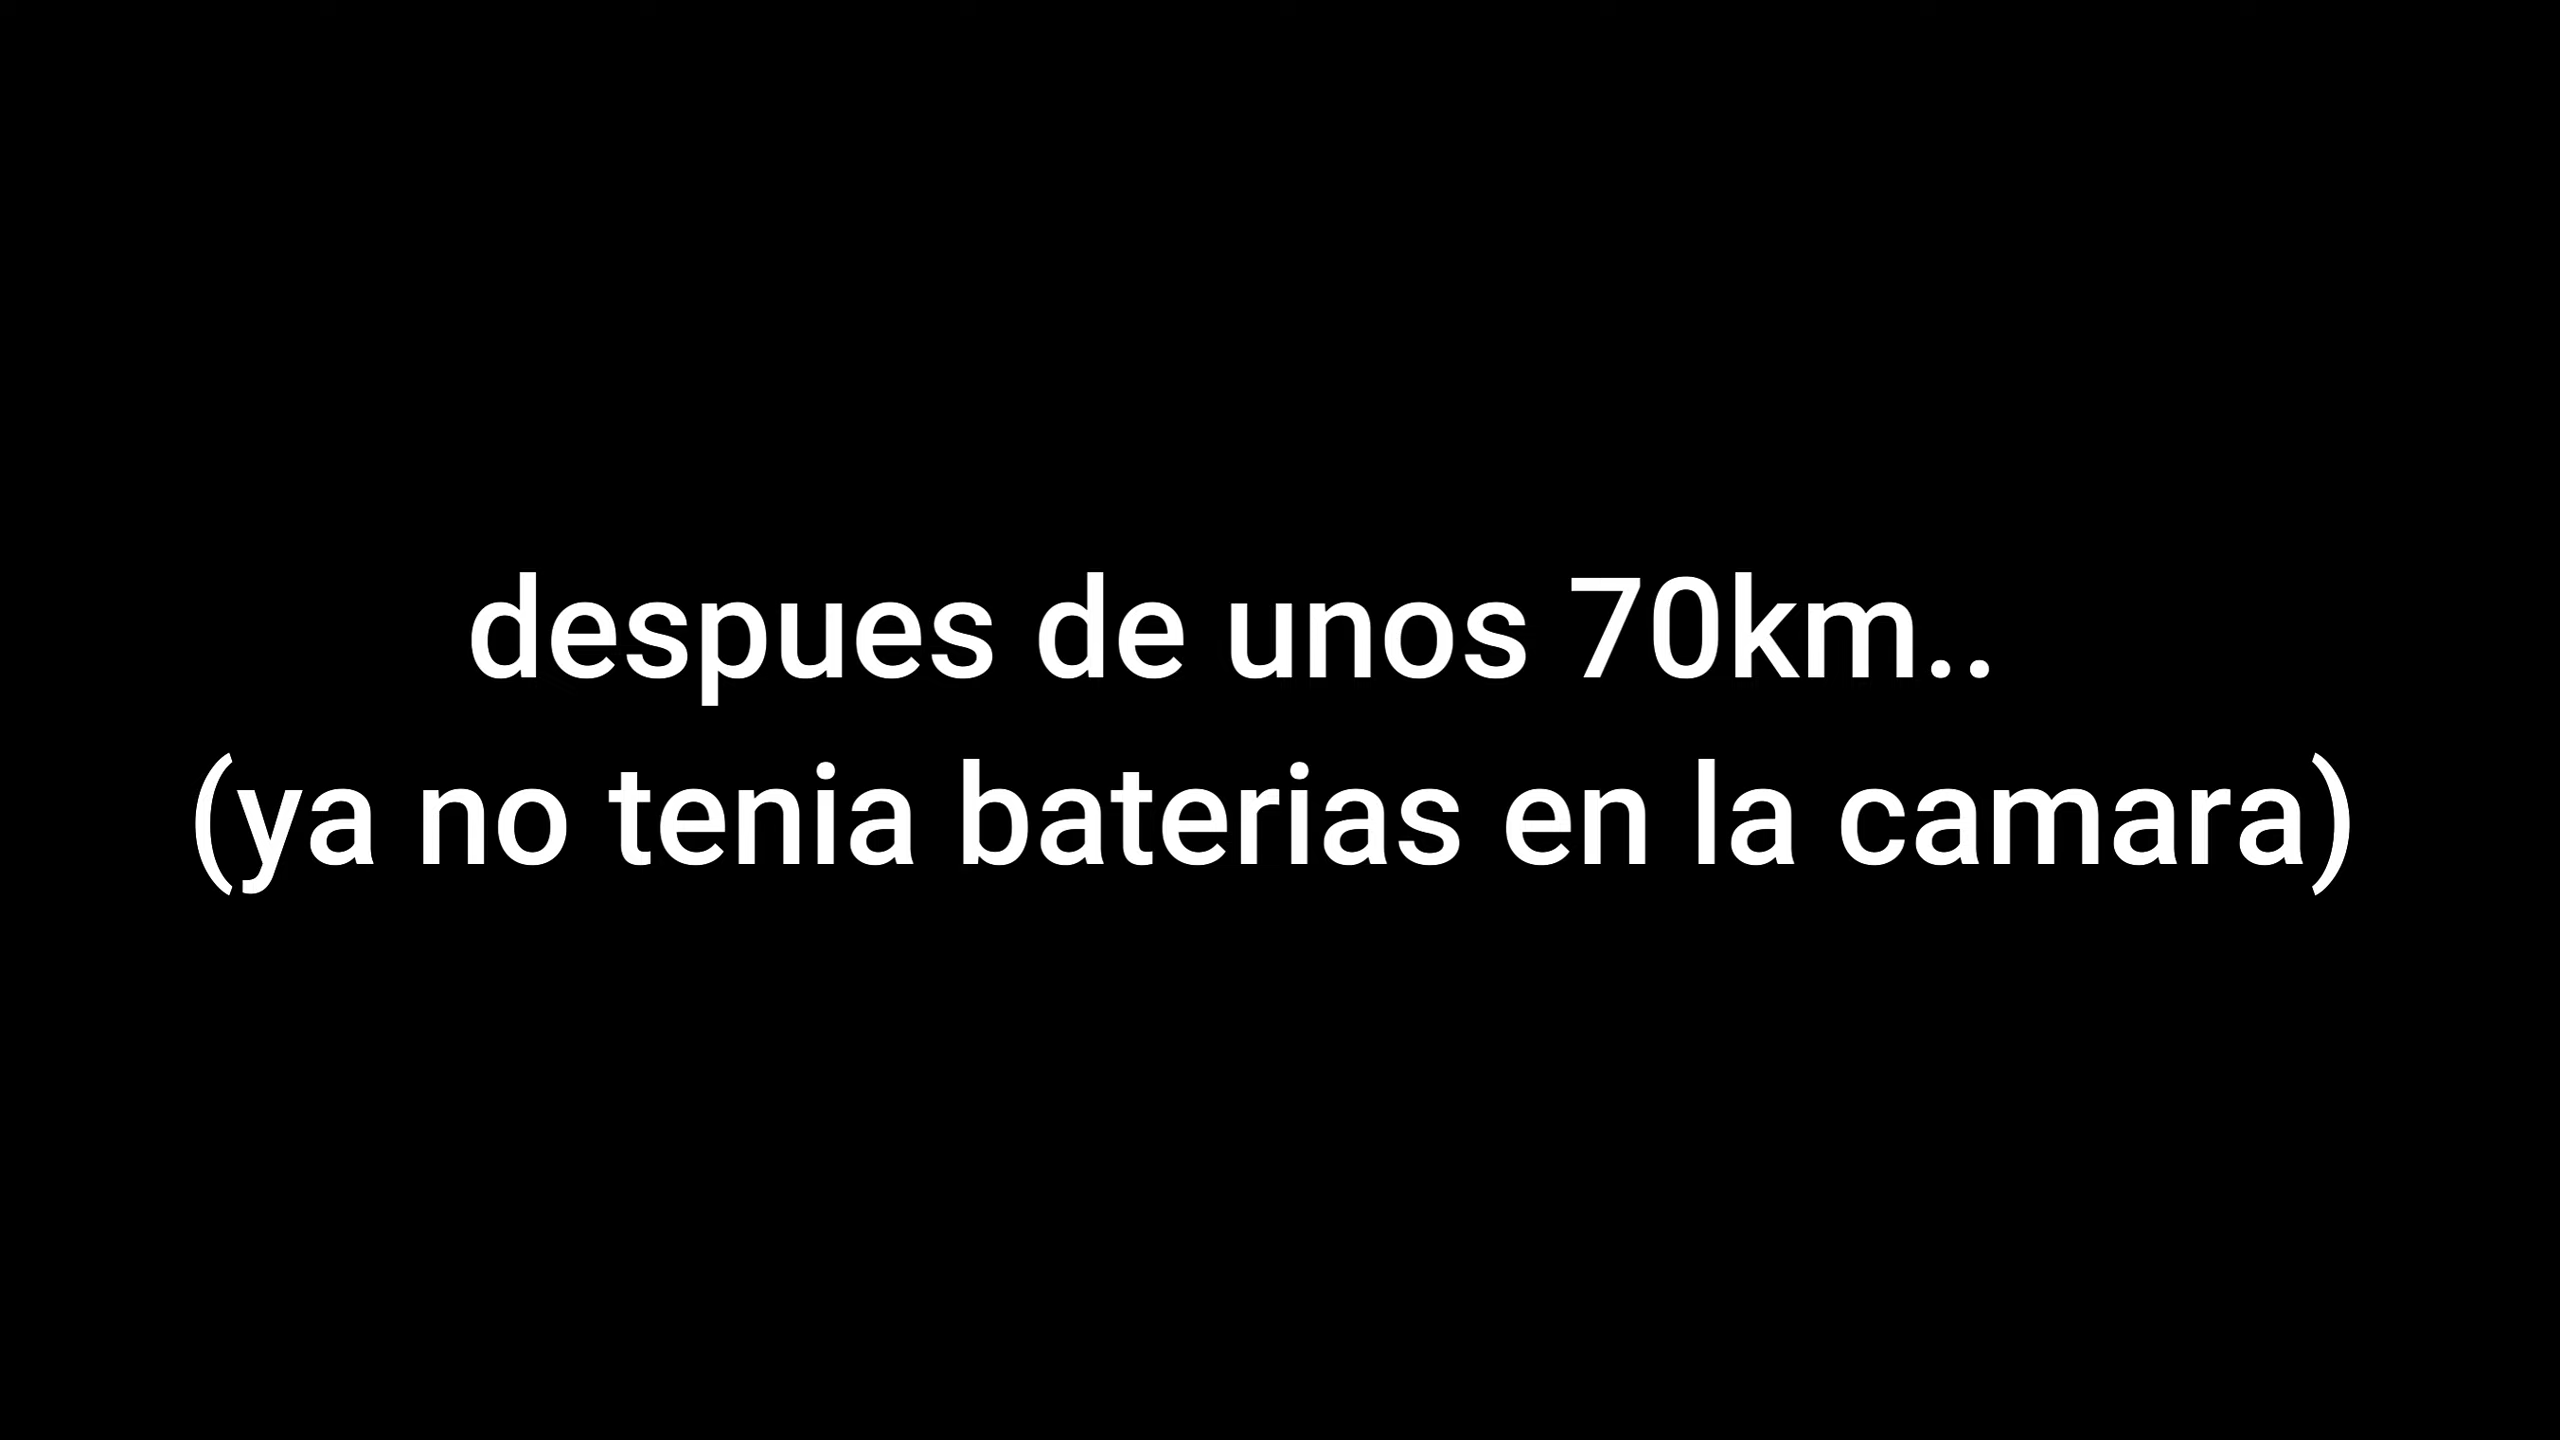 despues de unos 70km..
(ya no tenia baterias en la camara)